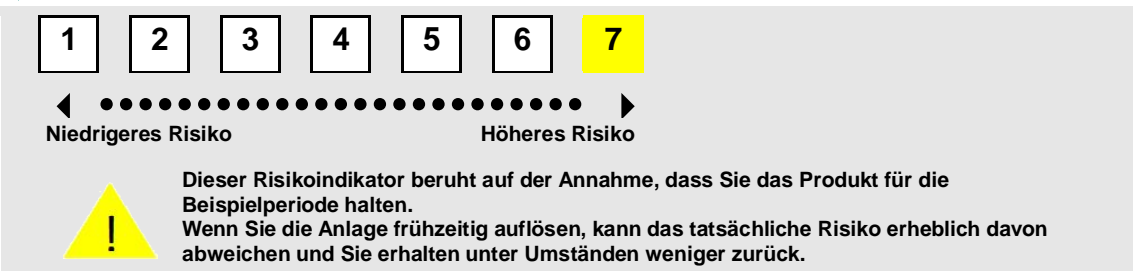 1 2 3 4 5 6 7
Niedrigeres Risiko Höheres Risiko
Dieser Risikoindikator beruht auf der Annahme, dass Sie das Produkt für die
Beispielperiode halten.
Wenn Sie die Anlage frühzeitig auflösen, kann das tatsächliche Risiko erheblich davon
abweichen und Sie erhalten unter Umständen weniger zurück.
!